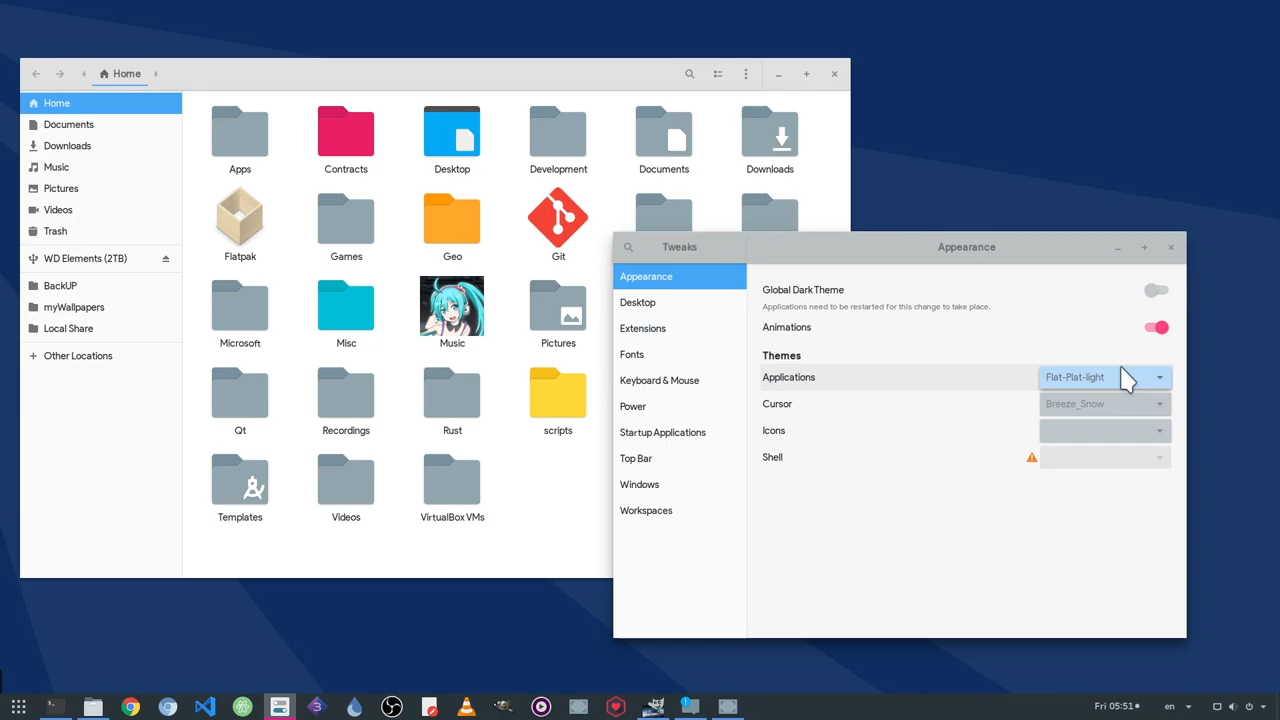 Home
Home
Documents
Downloads
Music
Pictures
Videos
Trash
WD Elements (2TB)
BackUP
myWallpapers
Local Share
Other Locations
Apps
Contracts
Desktop
Development
Documents
Downloads
Flatpak
Games
Geo
Git
Microsoft
Misc
Music
Pictures
Qt
Recordings
Rust
scripts
Templates
Videos
VirtualBox VMs
Tweaks
Appearance
Appearance
Desktop
Extensions
Fonts
Keyboard & Mouse
Power
Startup Applications
Top Bar
Windows
Workspaces
Global Dark Theme
Applications need to be restarted for this change to take place.
Animations
Themes
Applications
Flat-Plat-light
Cursor
Breeze_Snow
Icons
Shell
Fri 05:51
en